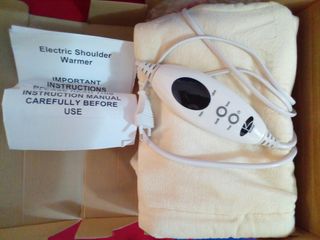 Electric Shoulder
Warmer
IMPORTANT
INSTRUCTIONS
INSTRUCTION MANUAL
CAREFULLY BEFORE
USE